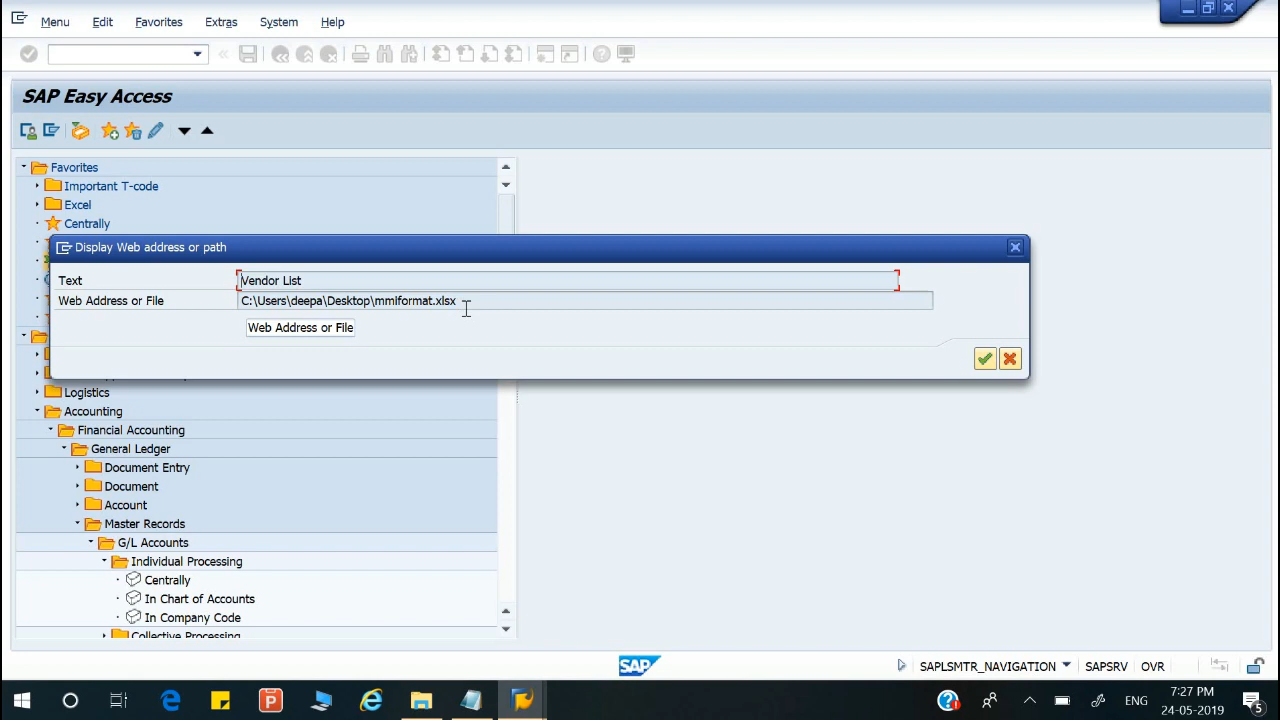 Menu Edit Favorites Extras System Help
SAP Easy Access
Favorites
Important T-code
Excel
Centrally
Display Web address or path
Text Vendor List
Web Address or File C:\Users\deepa\Desktop\mmlformat.xlsx
Web Address or File
Logistics
Accounting
Financial Accounting
General Ledger
Document Entry
Document
Account
Master Records
G/L Accounts
Individual Processing
Centrally
In Chart of Accounts
In Company Code
Collective Processing
SAP SAPLSMTR_NAVIGATION SAPSRV OVR
ENG 7:27 PM
24-05-2019 5